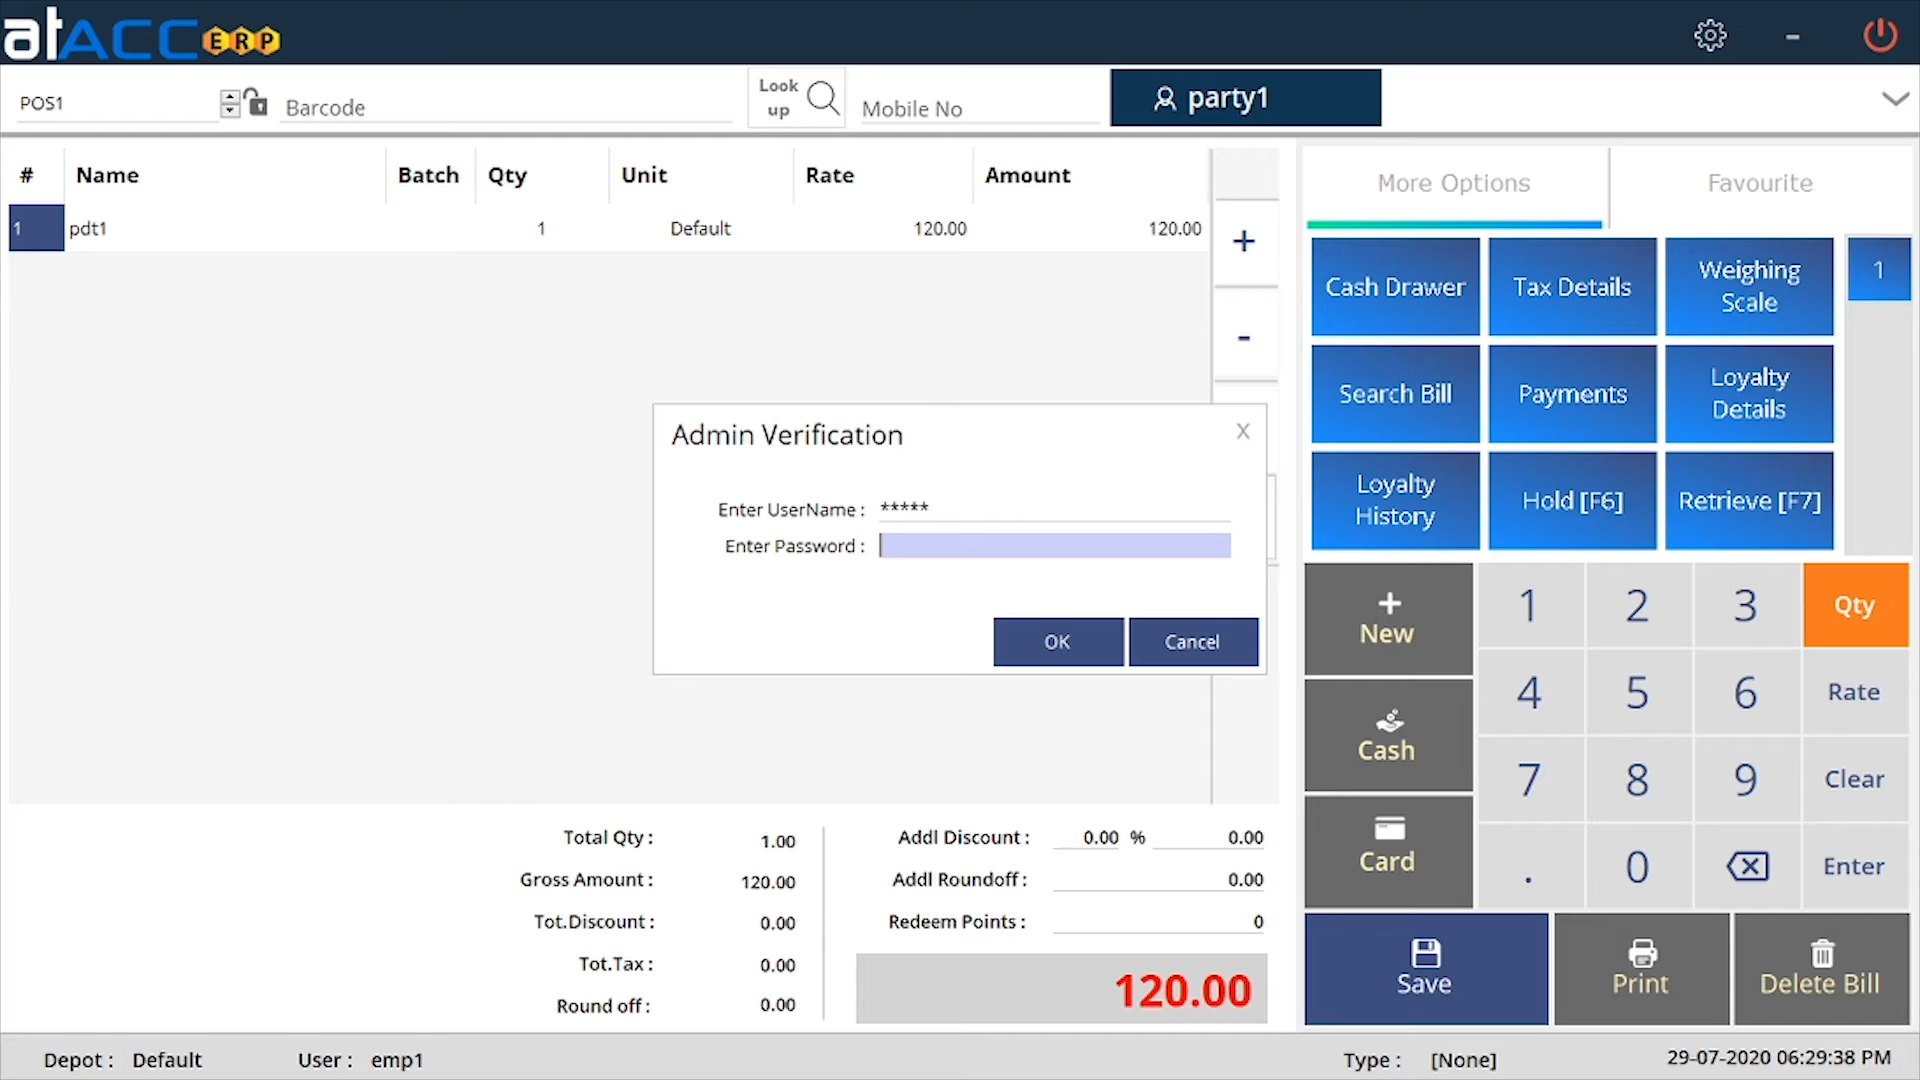 atACC ERP
POS1
Barcode
Look up
Mobile No
party1
# Name Batch Qty Unit Rate Amount
1 pdt1 1 Default 120.00 120.00
+
-
Admin Verification X
Enter UserName : *****
Enter Password :
OK Cancel
Total Qty : 1.00
Gross Amount : 120.00
Tot.Discount : 0.00
Tot.Tax : 0.00
Round off : 0.00
Addl Discount : 0.00 % 0.00
Addl Roundoff : 0.00
Redeem Points : 0
120.00
More Options Favourite
Cash Drawer Tax Details Weighing Scale 1
Search Bill Payments Loyalty Details
Loyalty History Hold [F6] Retrieve [F7]
+ New
Cash
Card
1 2 3 Qty
4 5 6 Rate
7 8 9 Clear
. 0 Enter
Save Print Delete Bill
Depot : Default User : emp1 Type : [None] 29-07-2020 06:29:38 PM